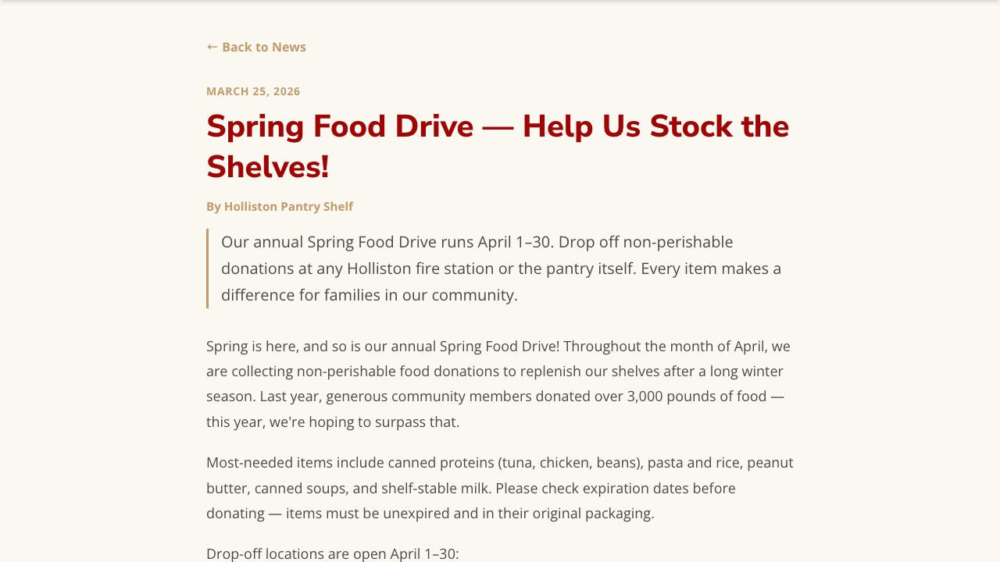 ← Back to News
MARCH 25, 2026
Spring Food Drive — Help Us Stock the
Shelves!
By Holliston Pantry Shelf
Our annual Spring Food Drive runs April 1–30. Drop off non-perishable
donations at any Holliston fire station or the pantry itself. Every item makes a
difference for families in our community.
Spring is here, and so is our annual Spring Food Drive! Throughout the month of April, we
are collecting non-perishable food donations to replenish our shelves after a long winter
season. Last year, generous community members donated over 3,000 pounds of food —
this year, we're hoping to surpass that.
Most-needed items include canned proteins (tuna, chicken, beans), pasta and rice, peanut
butter, canned soups, and shelf-stable milk. Please check expiration dates before
donating — items must be unexpired and in their original packaging.
Drop-off locations are open April 1–30: